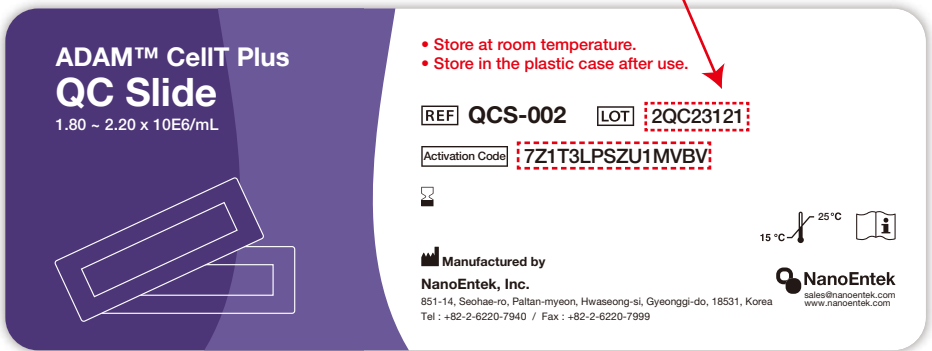 ADAM™ CellT Plus
QC Slide
1.80 ~ 2.20 x 10E6/mL
• Store at room temperature.
• Store in the plastic case after use.
REF QCS-002 LOT 2QC23121
Activation Code 7Z1T3LPSZU1MVBV
15 °C 25 °C
i
Manufactured by
NanoEntek, Inc.
851-14, Seohae-ro, Paltan-myeon, Hwaseong-si, Gyeonggi-do, 18531, Korea
Tel : +82-2-6220-7940 / Fax : +82-2-6220-7999
NanoEntek
sales@nanoentek.com
www.nanoentek.com